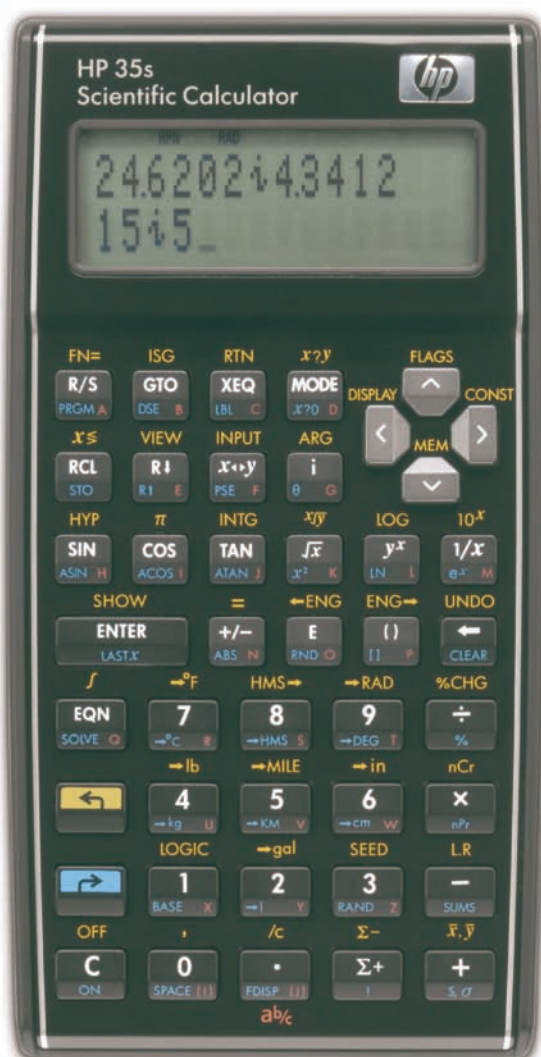 HP 35s
Scientific Calculator
hp
RPN RAD
24.6202i4.3412
15i5_
FN= ISG RTN x?y FLAGS
R/S GTO XEQ MODE
DISPLAY CONST
PRGM A DSE B LBL C x?0 D
x≶ VIEW INPUT ARG MEM
RCL R↓ x↔y i
STO R↑ E PSE F θ G
HYP π INTG x√y LOG 10^x
SIN COS TAN √x y^x 1/x
ASIN H ACOS I ATAN J x² K LN L e^x M
SHOW = ←ENG ENG→ UNDO
ENTER +/− E ( ) ←
LASTx ABS N RND O [ ] P CLEAR
∫ →°F HMS→ →RAD %CHG
EQN 7 8 9 ÷
SOLVE Q →°C R →HMS S →DEG T %
→lb →MILE →in nCr
4 5 6 ×
→kg U →KM V →cm W nPr
LOGIC →gal SEED L.R
1 2 3 −
BASE X →l Y RAND Z SUMS
OFF , /c Σ− x̄,ȳ
C 0 · Σ+ +
ON SPACE (I) FDISP (J) ! S,σ
ab/c